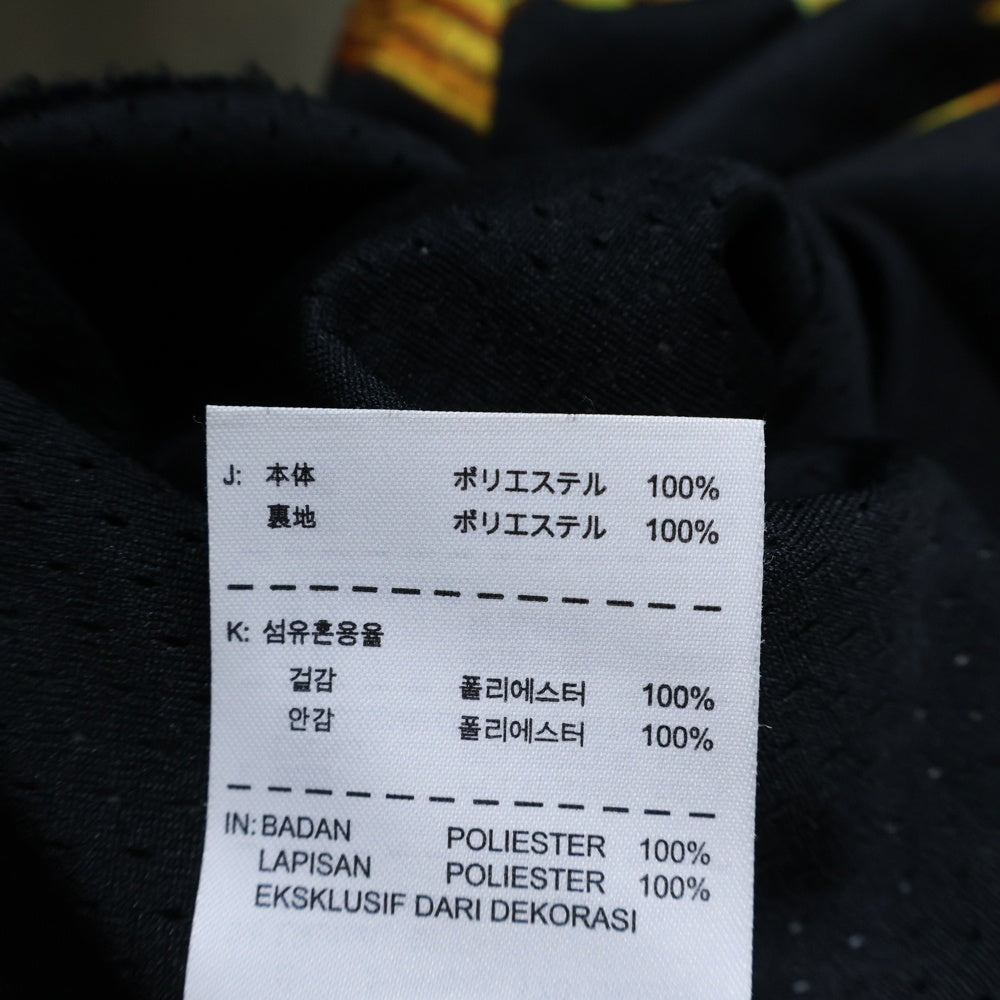 J: 本体 ポリエステル 100%
裏地 ポリエステル 100%
K: 섬유혼용율
걸감 폴리에스터 100%
안감 폴리에스터 100%
IN: BADAN POLIESTER 100%
LAPISAN POLIESTER 100%
EKSKLUSIF DARI DEKORASI